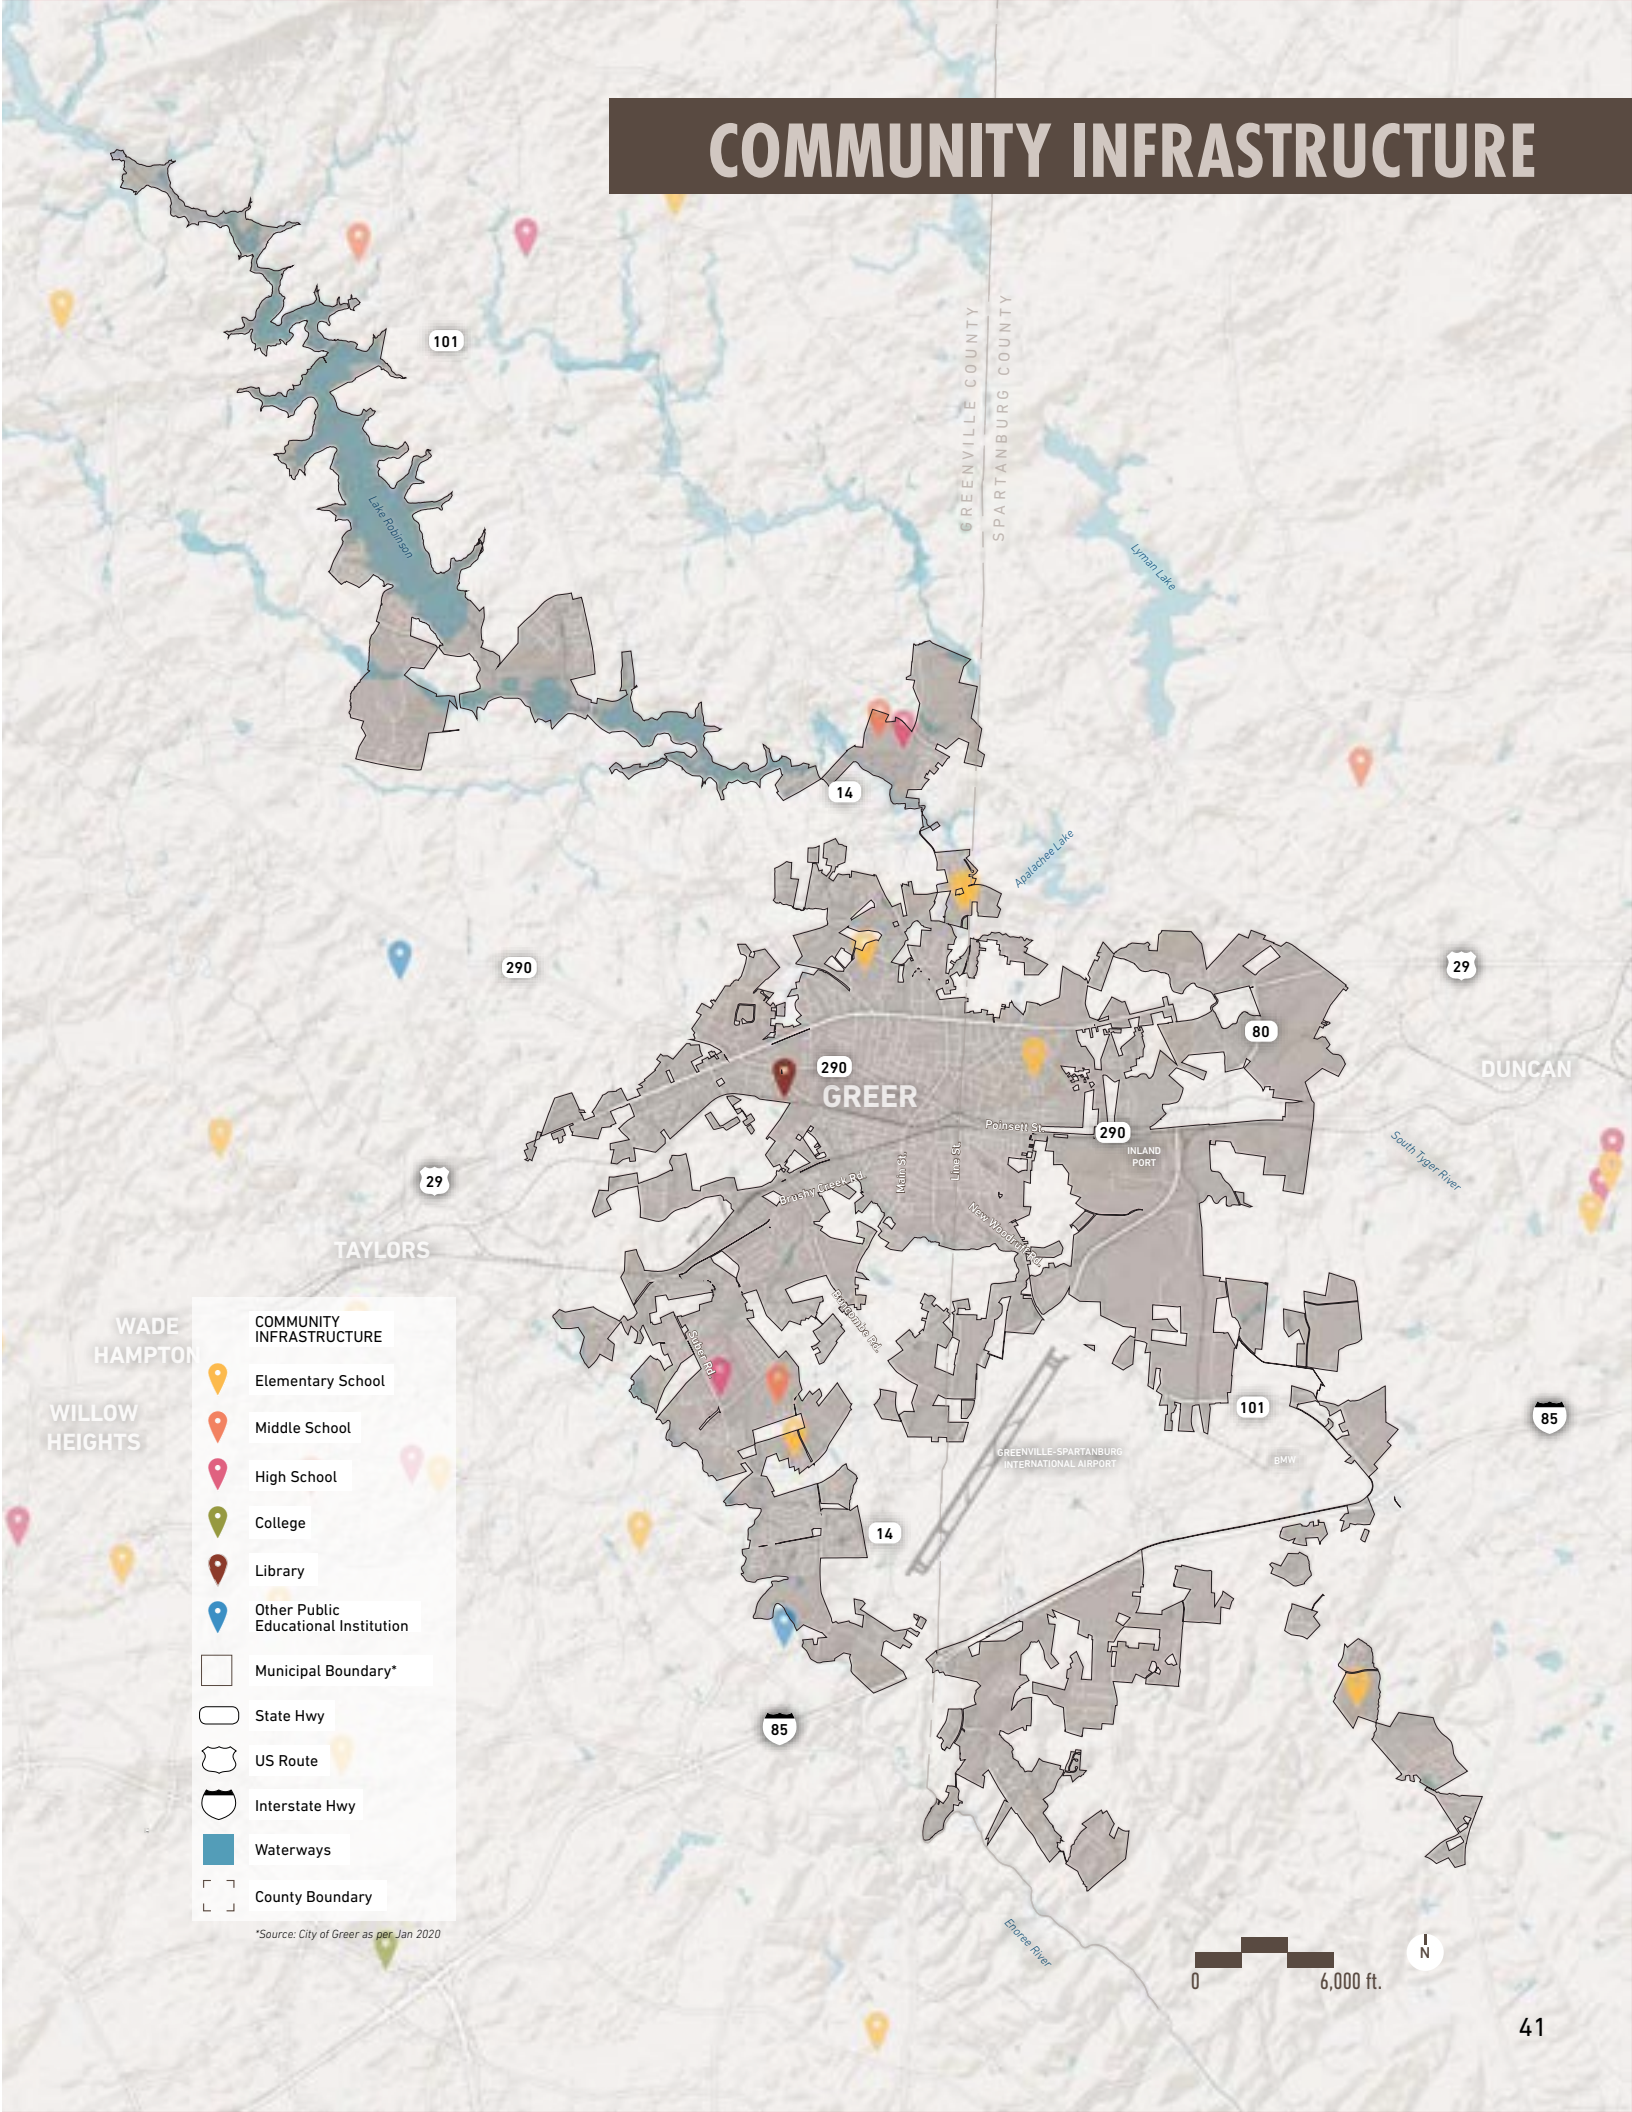 COMMUNITY INFRASTRUCTURE
101
GREENVILLE COUNTY
SPARTANBURG COUNTY
Lake Robinson
Lyman Lake
14
Apalachee Lake
290
29
80
290
DUNCAN
GREER
Poinsett St.
290
INLAND
PORT
South Tyger River
Main St.
Line St.
29
Brushy Creek Rd.
New Woodruff Rd.
TAYLORS
WADE
HAMPTON
Buncombe Rd.
Suber Rd
WILLOW
HEIGHTS
101
85
GREENVILLE-SPARTANBURG
INTERNATIONAL AIRPORT
BMW
14
85
COMMUNITY
INFRASTRUCTURE
Elementary School
Middle School
High School
College
Library
Other Public
Educational Institution
Municipal Boundary*
State Hwy
US Route
Interstate Hwy
Waterways
County Boundary
*Source: City of Greer as per Jan 2020
Enoree River
N
0
6,000 ft.
41